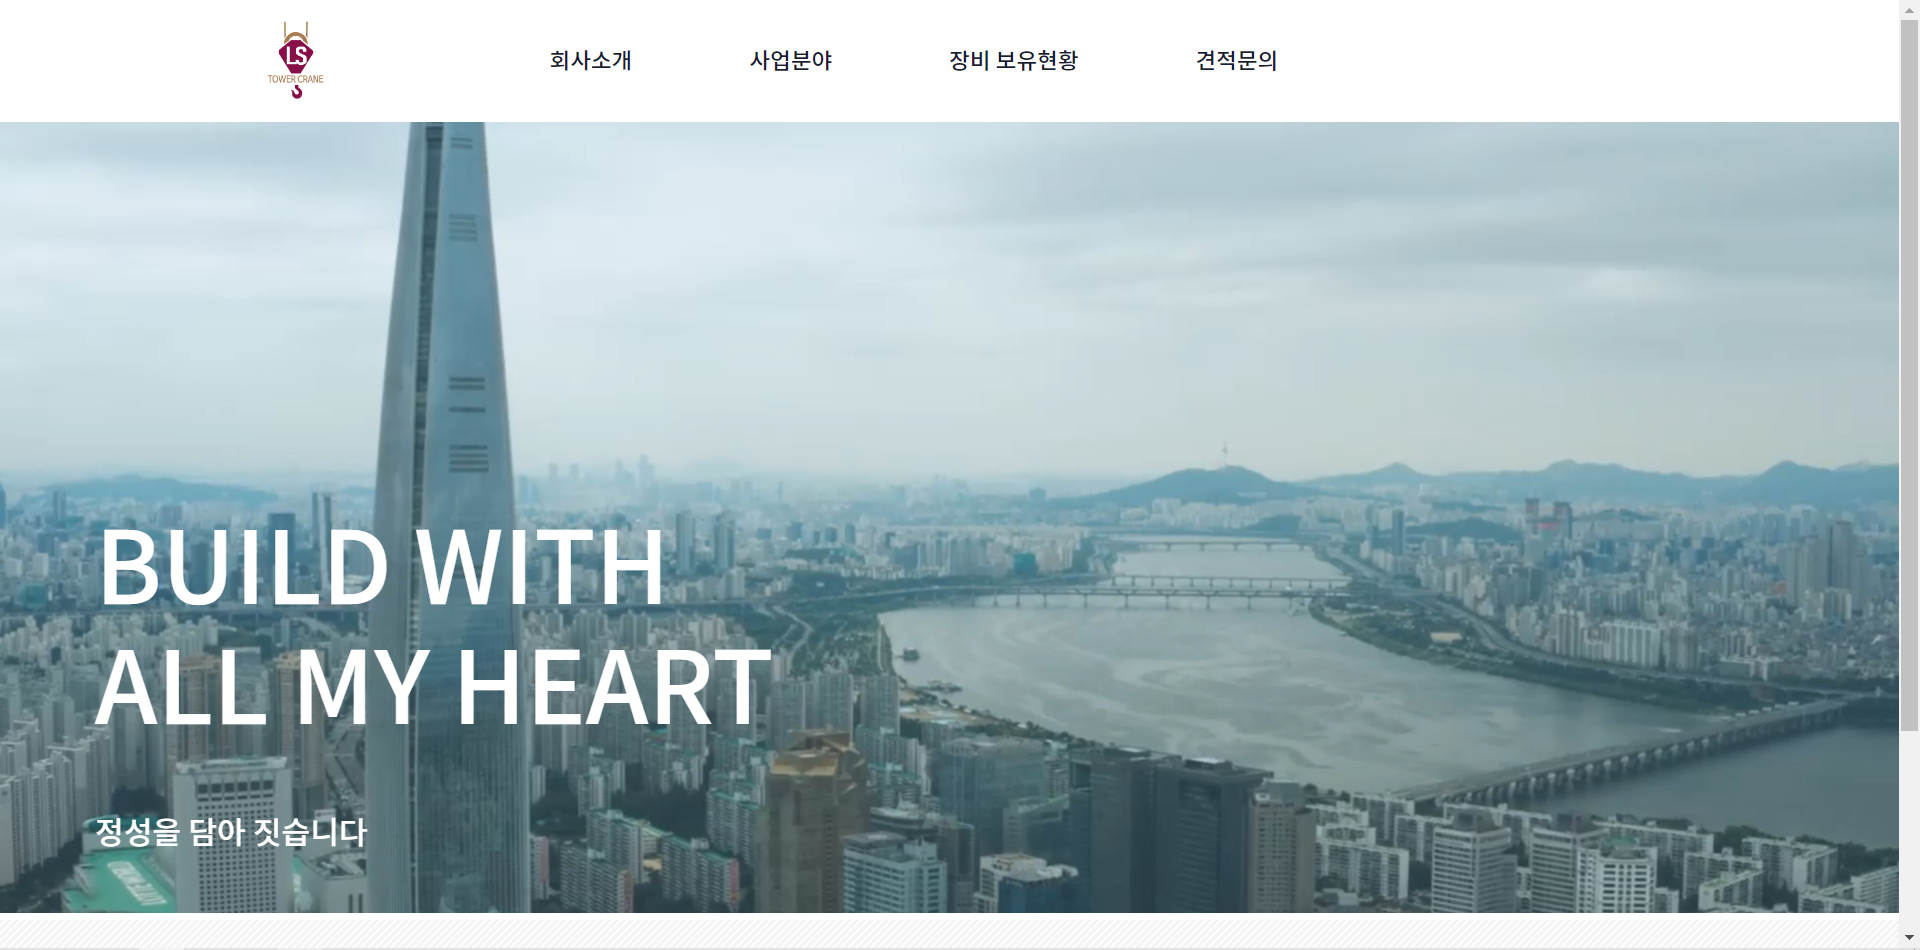 LS
TOWER CRANE
회사소개
사업분야
장비 보유현황
견적문의
BUILD WITH
ALL MY HEART
정성을 담아 짓습니다